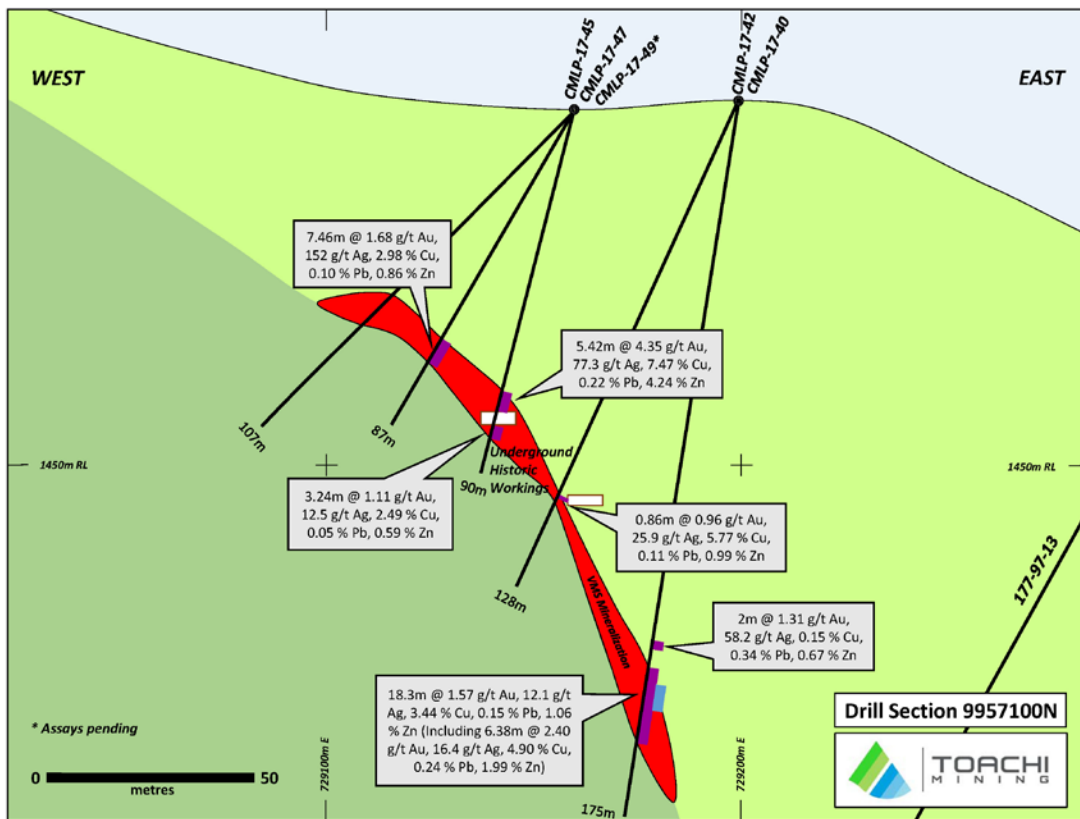 CMLP-17-45
CMLP-17-47
CMLP-17-49*
CMLP-17-42
CMLP-17-40
WEST
EAST
7.46m @ 1.68 g/t Au,
152 g/t Ag, 2.98 % Cu,
0.10 % Pb, 0.86 % Zn
5.42m @ 4.35 g/t Au,
77.3 g/t Ag, 7.47 % Cu,
0.22 % Pb, 4.24 % Zn
107m
87m
1450m RL
Underground
Historic
Workings
90m
1450m RL
3.24m @ 1.11 g/t Au,
12.5 g/t Ag, 2.49 % Cu,
0.05 % Pb, 0.59 % Zn
0.86m @ 0.96 g/t Au,
25.9 g/t Ag, 5.77 % Cu,
0.11 % Pb, 0.99 % Zn
177-97-13
128m
VMS Mineralization
2m @ 1.31 g/t Au,
58.2 g/t Ag, 0.15 % Cu,
0.34 % Pb, 0.67 % Zn
18.3m @ 1.57 g/t Au, 12.1 g/t
Ag, 3.44 % Cu, 0.15 % Pb, 1.06
% Zn (Including 6.38m @ 2.40
g/t Au, 16.4 g/t Ag, 4.90 % Cu,
0.24 % Pb, 1.99 % Zn)
* Assays pending
0 50
metres
729100m E
729200m E
175m
Drill Section 9957100N
TOACHI
MINING